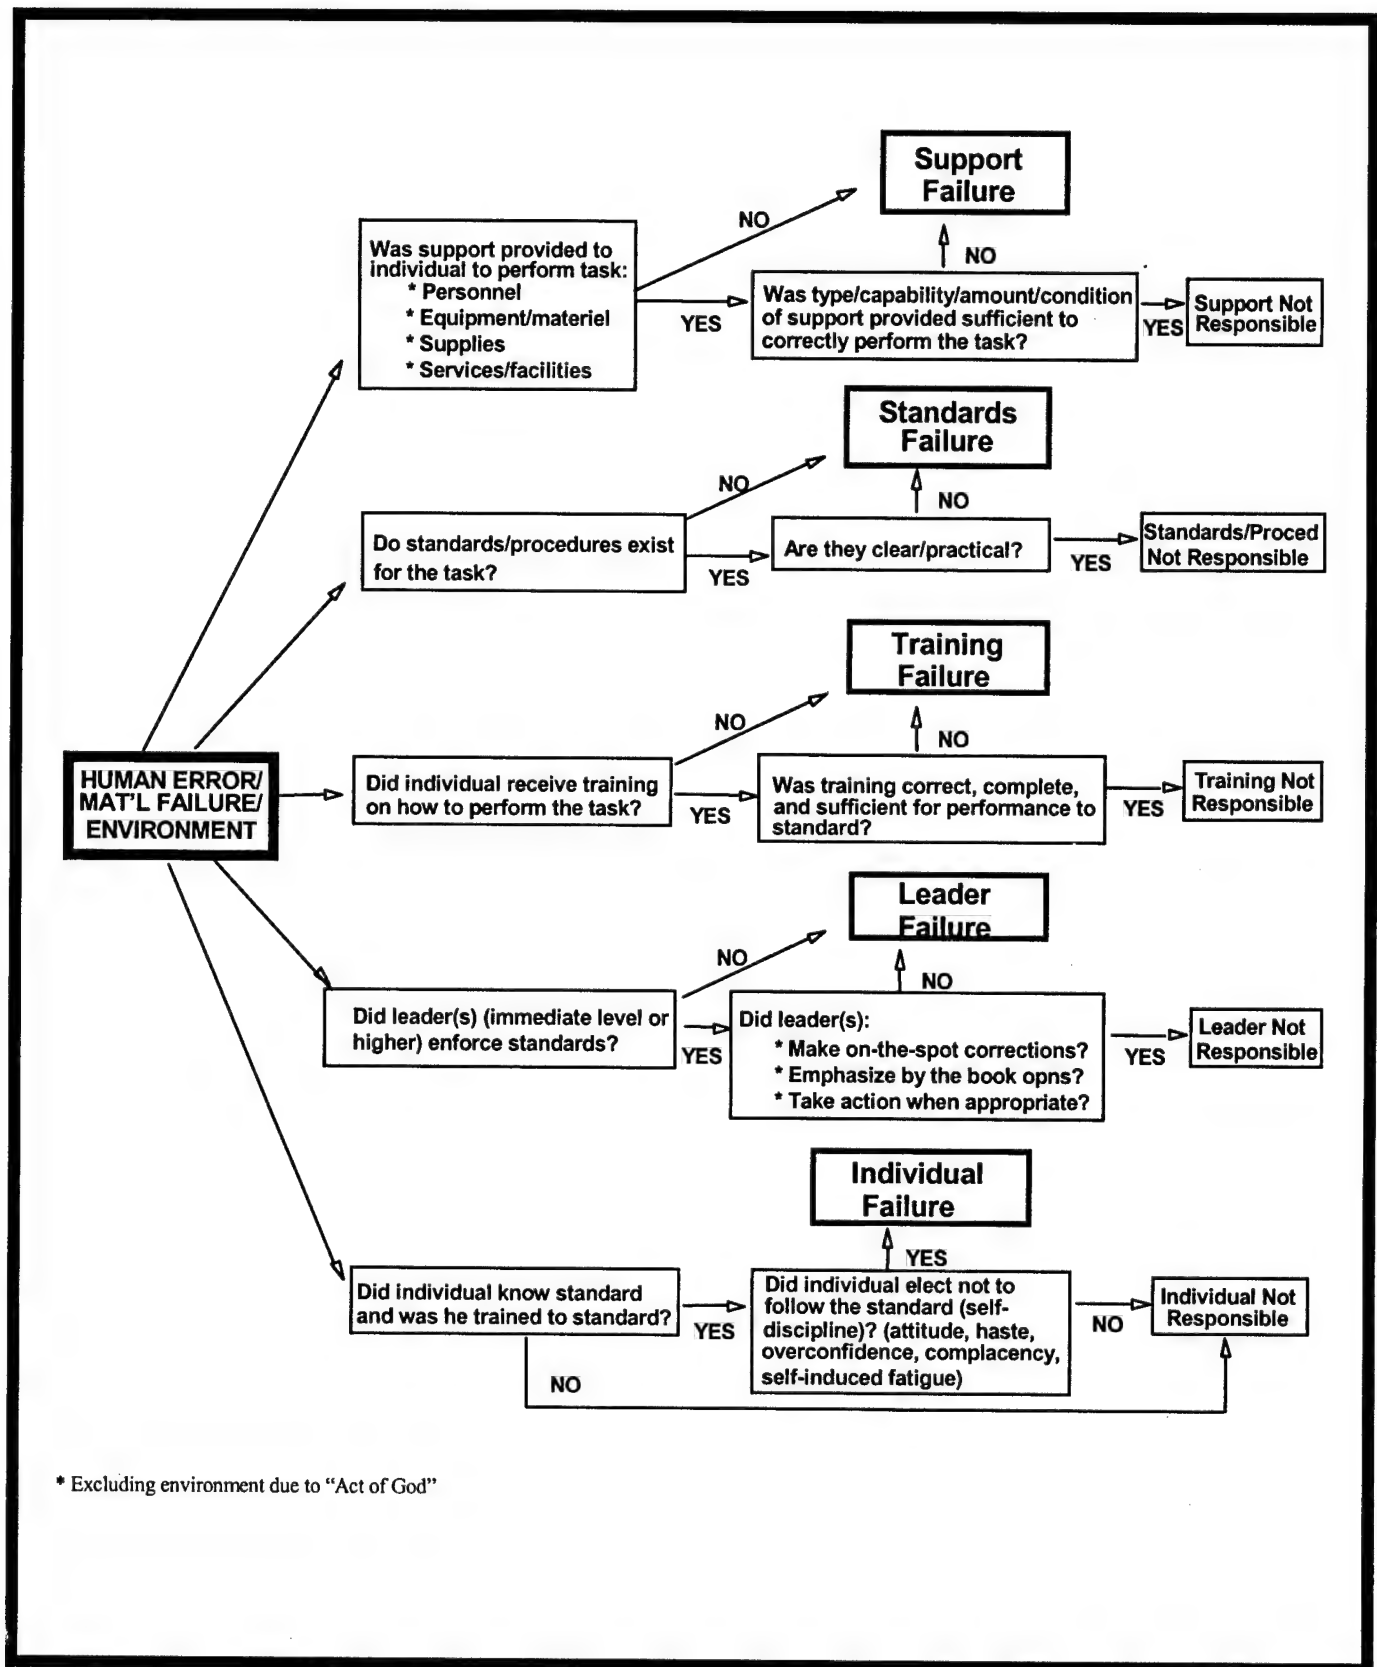 Support
Failure
NO
NO
Was support provided to
individual to perform task:
* Personnel
* Equipment/materiel
* Supplies
* Services/facilities
YES
Was type/capability/amount/condition
of support provided sufficient to
correctly perform the task?
YES
Support Not
Responsible
Standards
Failure
NO
NO
Do standards/procedures exist
for the task?
YES
Are they clear/practical?
YES
Standards/Proced
Not Responsible
Training
Failure
NO
NO
HUMAN ERROR/
MAT'L FAILURE/
ENVIRONMENT
Did individual receive training
on how to perform the task?
YES
Was training correct, complete,
and sufficient for performance to
standard?
YES
Training Not
Responsible
Leader
Failure
NO
NO
Did leader(s) (immediate level or
higher) enforce standards?
YES
Did leader(s):
* Make on-the-spot corrections?
* Emphasize by the book opns?
* Take action when appropriate?
YES
Leader Not
Responsible
Individual
Failure
YES
Did individual know standard
and was he trained to standard?
YES
Did individual elect not to
follow the standard (self-
discipline)? (attitude, haste,
overconfidence, complacency,
self-induced fatigue)
NO
Individual Not
Responsible
NO
* Excluding environment due to “Act of God”